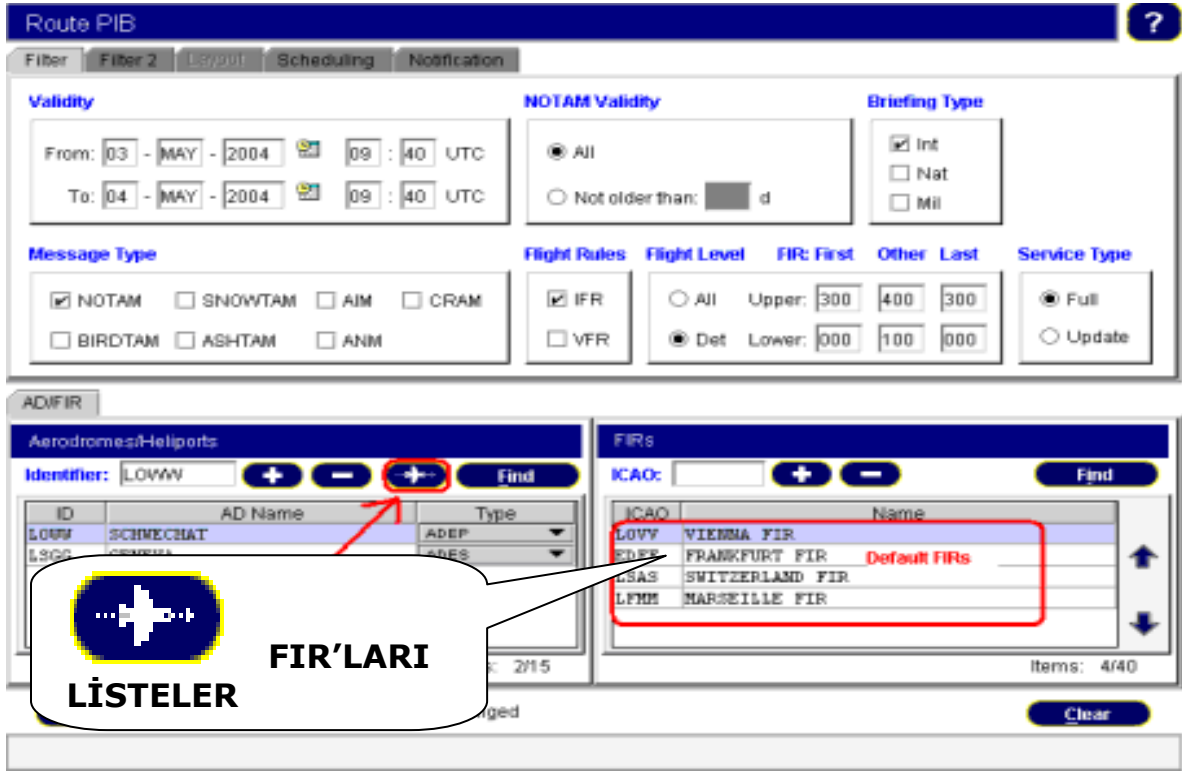 Route PIB ?
Filter Filter 2 Layout Scheduling Notification
Validity NOTAM Validity Briefing Type
From: 03 - MAY - 2004 09 : 40 UTC
To: 04 - MAY - 2004 09 : 40 UTC
All
Not older than: d
Int
Nat
Mil
Message Type Flight Rules Flight Level FIR: First Other Last Service Type
NOTAM SNOWTAM AIM CRAM IFR All Upper: 300 400 300 Full
BIRDTAM ASHTAM ANM VFR Det Lower: 000 100 000 Update
AD/FIR
Aerodromes/Heliports
Identifier: LOWW Find
ID AD Name Type
LOWW SCHWECHAT ADEP
LSGG GENEVA ADES
FIR'LARI
LİSTELER
2/15
FIRs
ICAO: Find
ICAO Name
LOVV VIENNA FIR
EDFF FRANKFURT FIR Default FIRs
LSAS SWITZERLAND FIR
LFMM MARSEILLE FIR
Items: 4/40
Clear